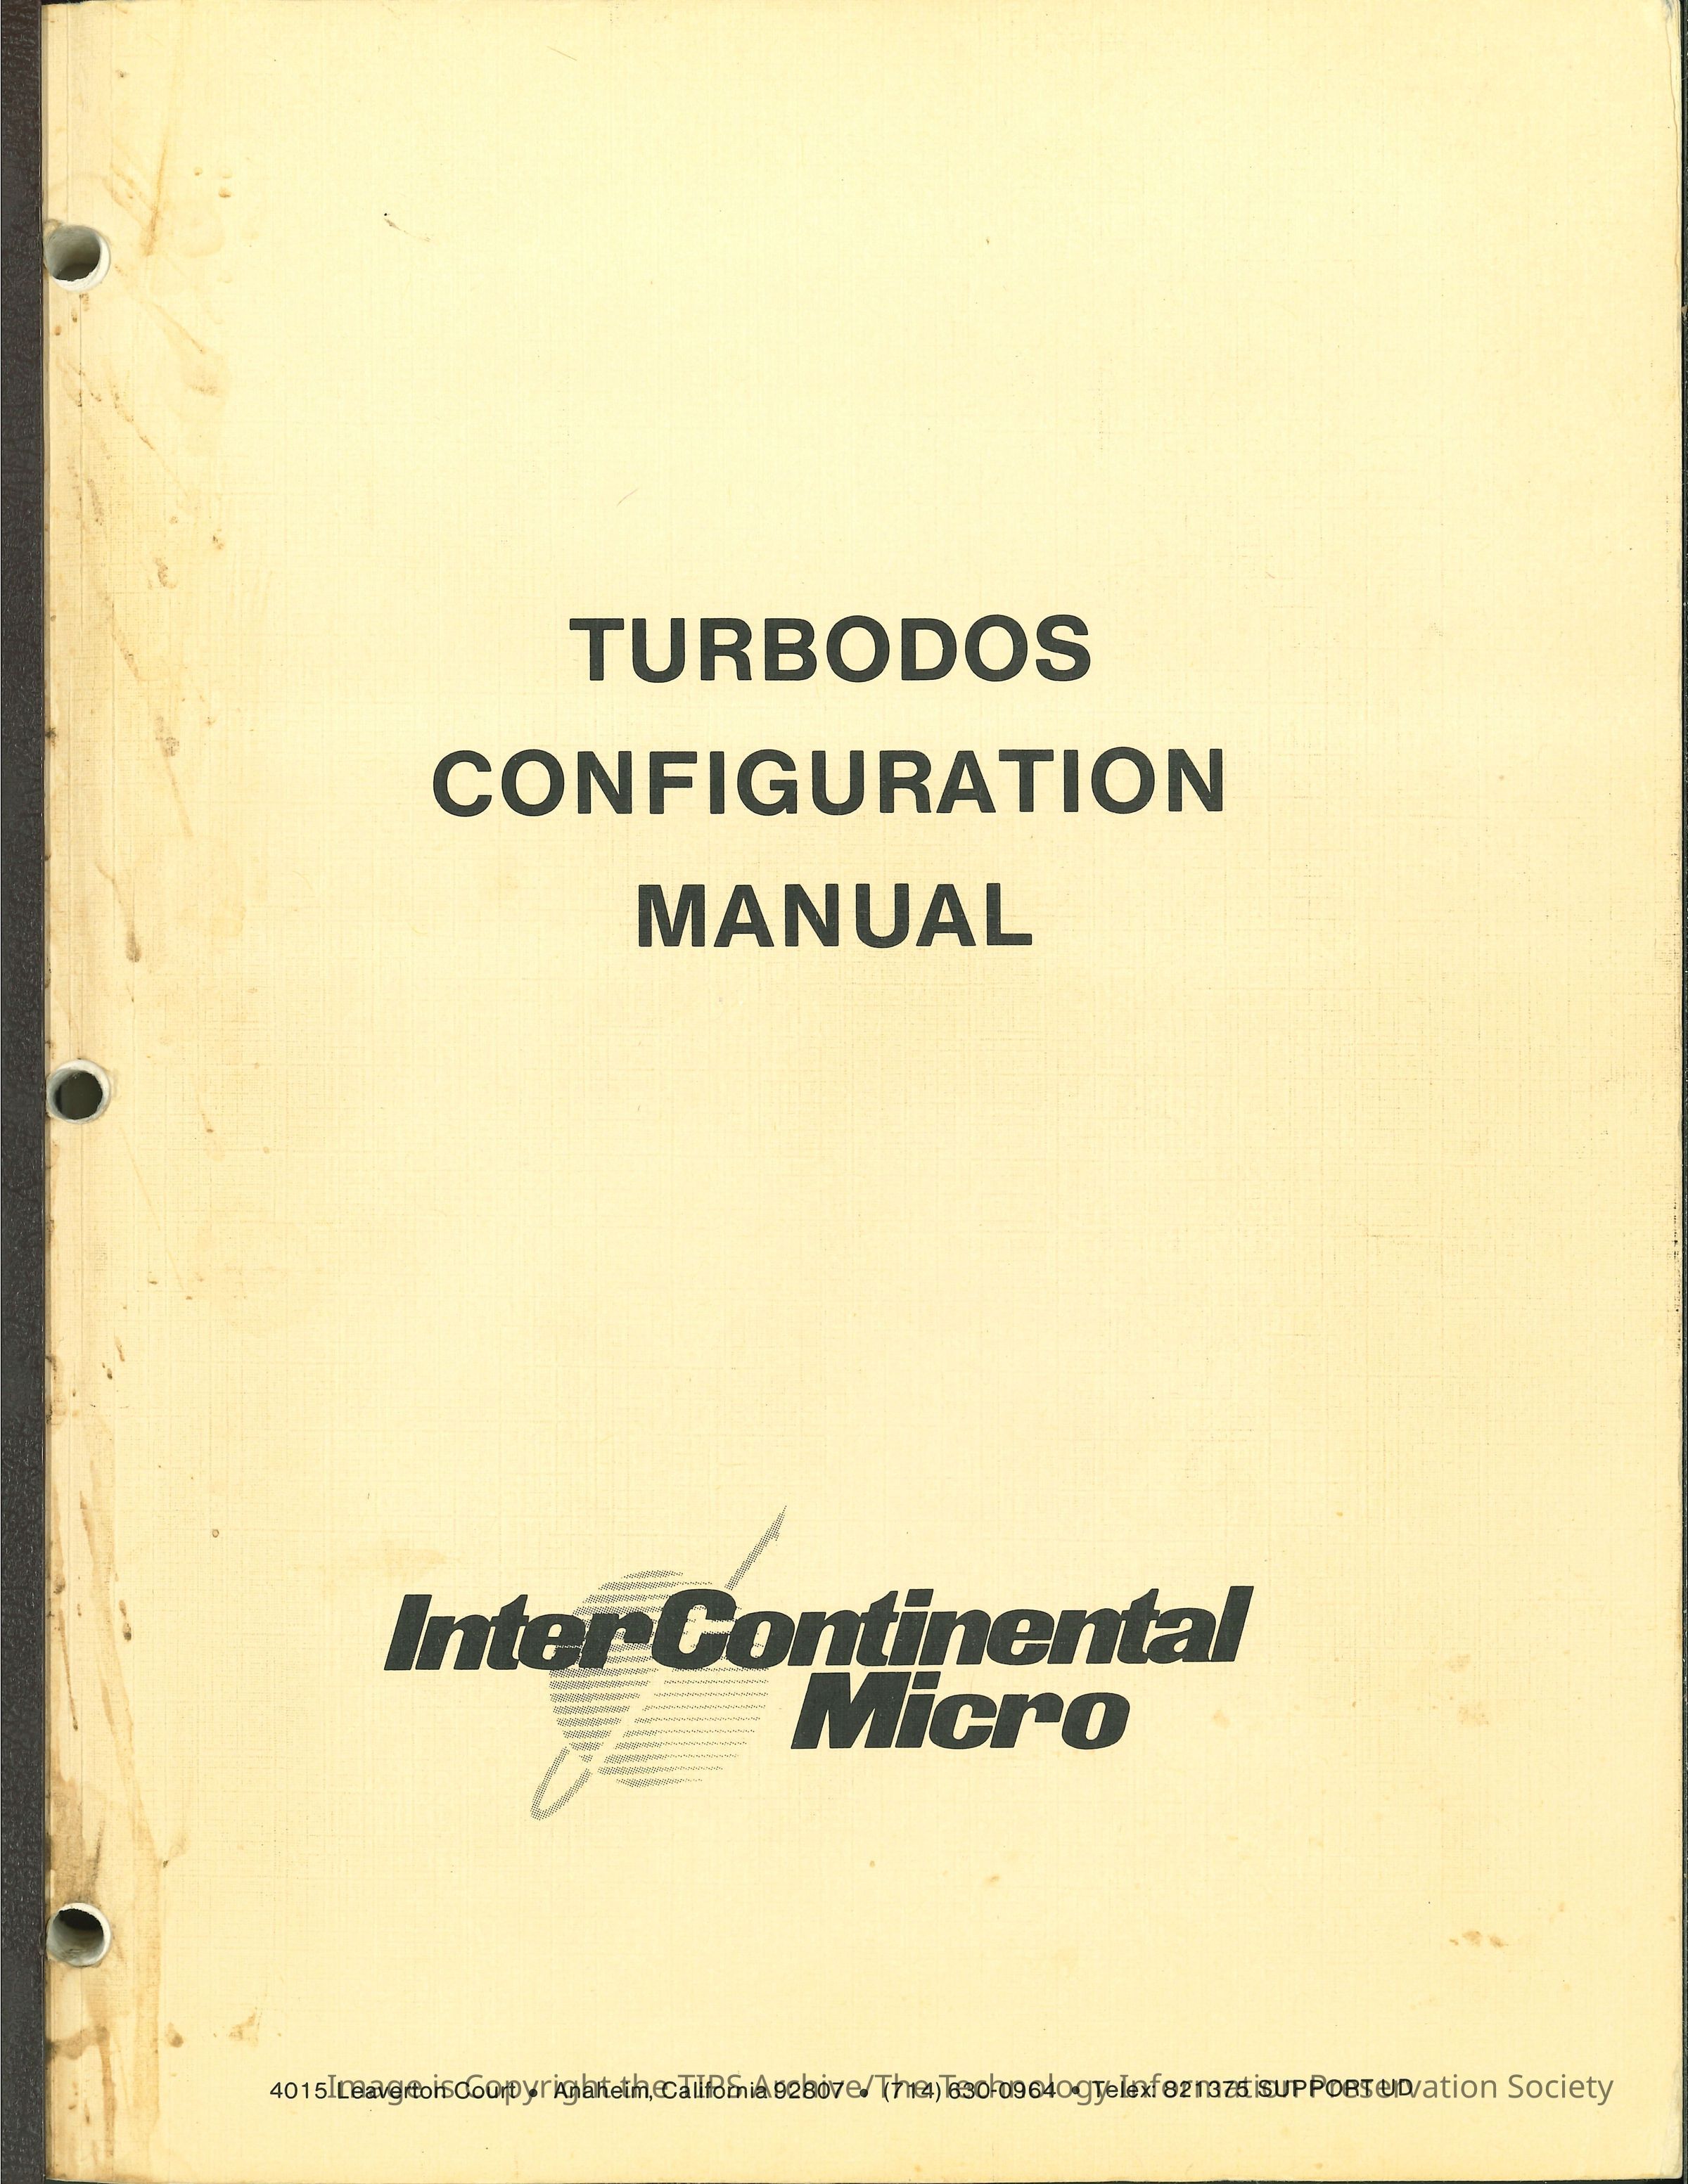 TURBODOS
CONFIGURATION
MANUAL
InterContinental
Micro
4015 Leaverton Court • Anaheim, California 92807 • (714) 630-0964 • Telex: 821375 SUPPORT UD
Image is Copyright the TIPS Archive/The Technology Information Preservation Society